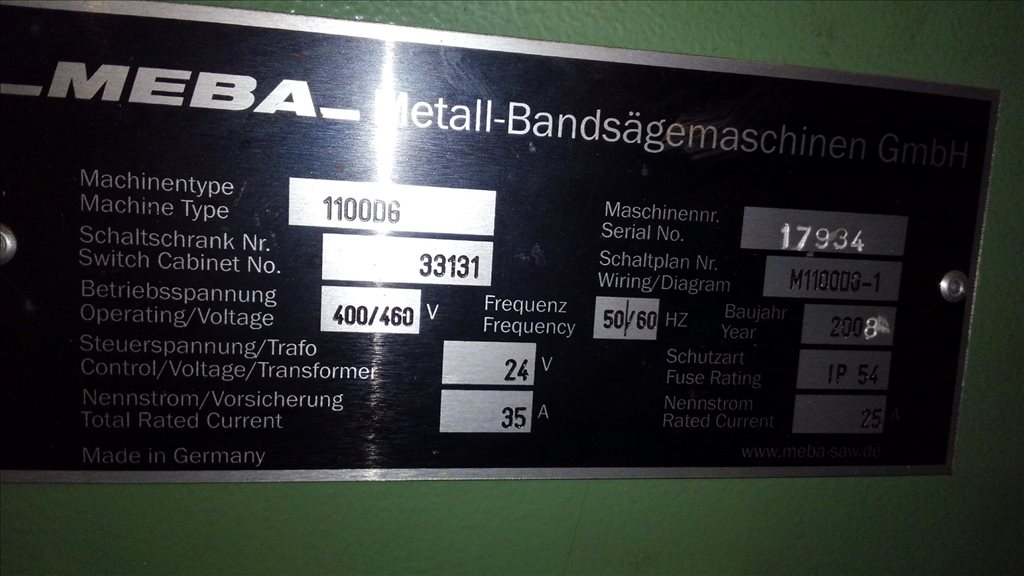 MEBA Metall-Bandsägemaschinen GmbH
Machinentype
Machine Type 1100DG
Schaltschrank Nr.
Switch Cabinet No. 33131
Betriebsspannung
Operating/Voltage 400/460 V
Frequenz
Frequency 50/60 HZ
Steuerspannung/Trafo
Control/Voltage/Transformer 24 V
Nennstrom/Vorsicherung
Total Rated Current 35 A
Made in Germany
Maschinennr.
Serial No. 17934
Schaltplan Nr.
Wiring/Diagram M1100DG-1
Baujahr
Year 2008
Schutzart
Fuse Rating IP 54
Nennstrom
Rated Current 25 A
www.meba-saw.de